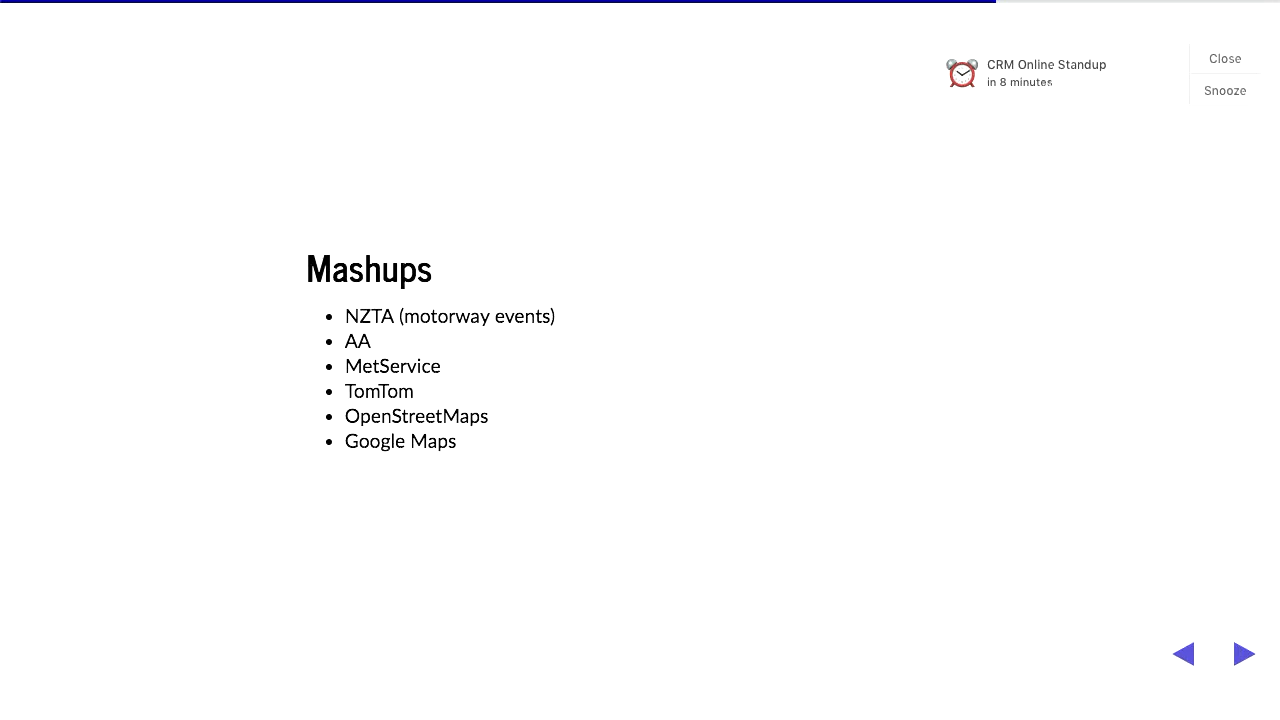 CRM Online Standup
in 8 minutes
Close
Snooze
Mashups
NZTA (motorway events)
AA
MetService
TomTom
OpenStreetMaps
Google Maps